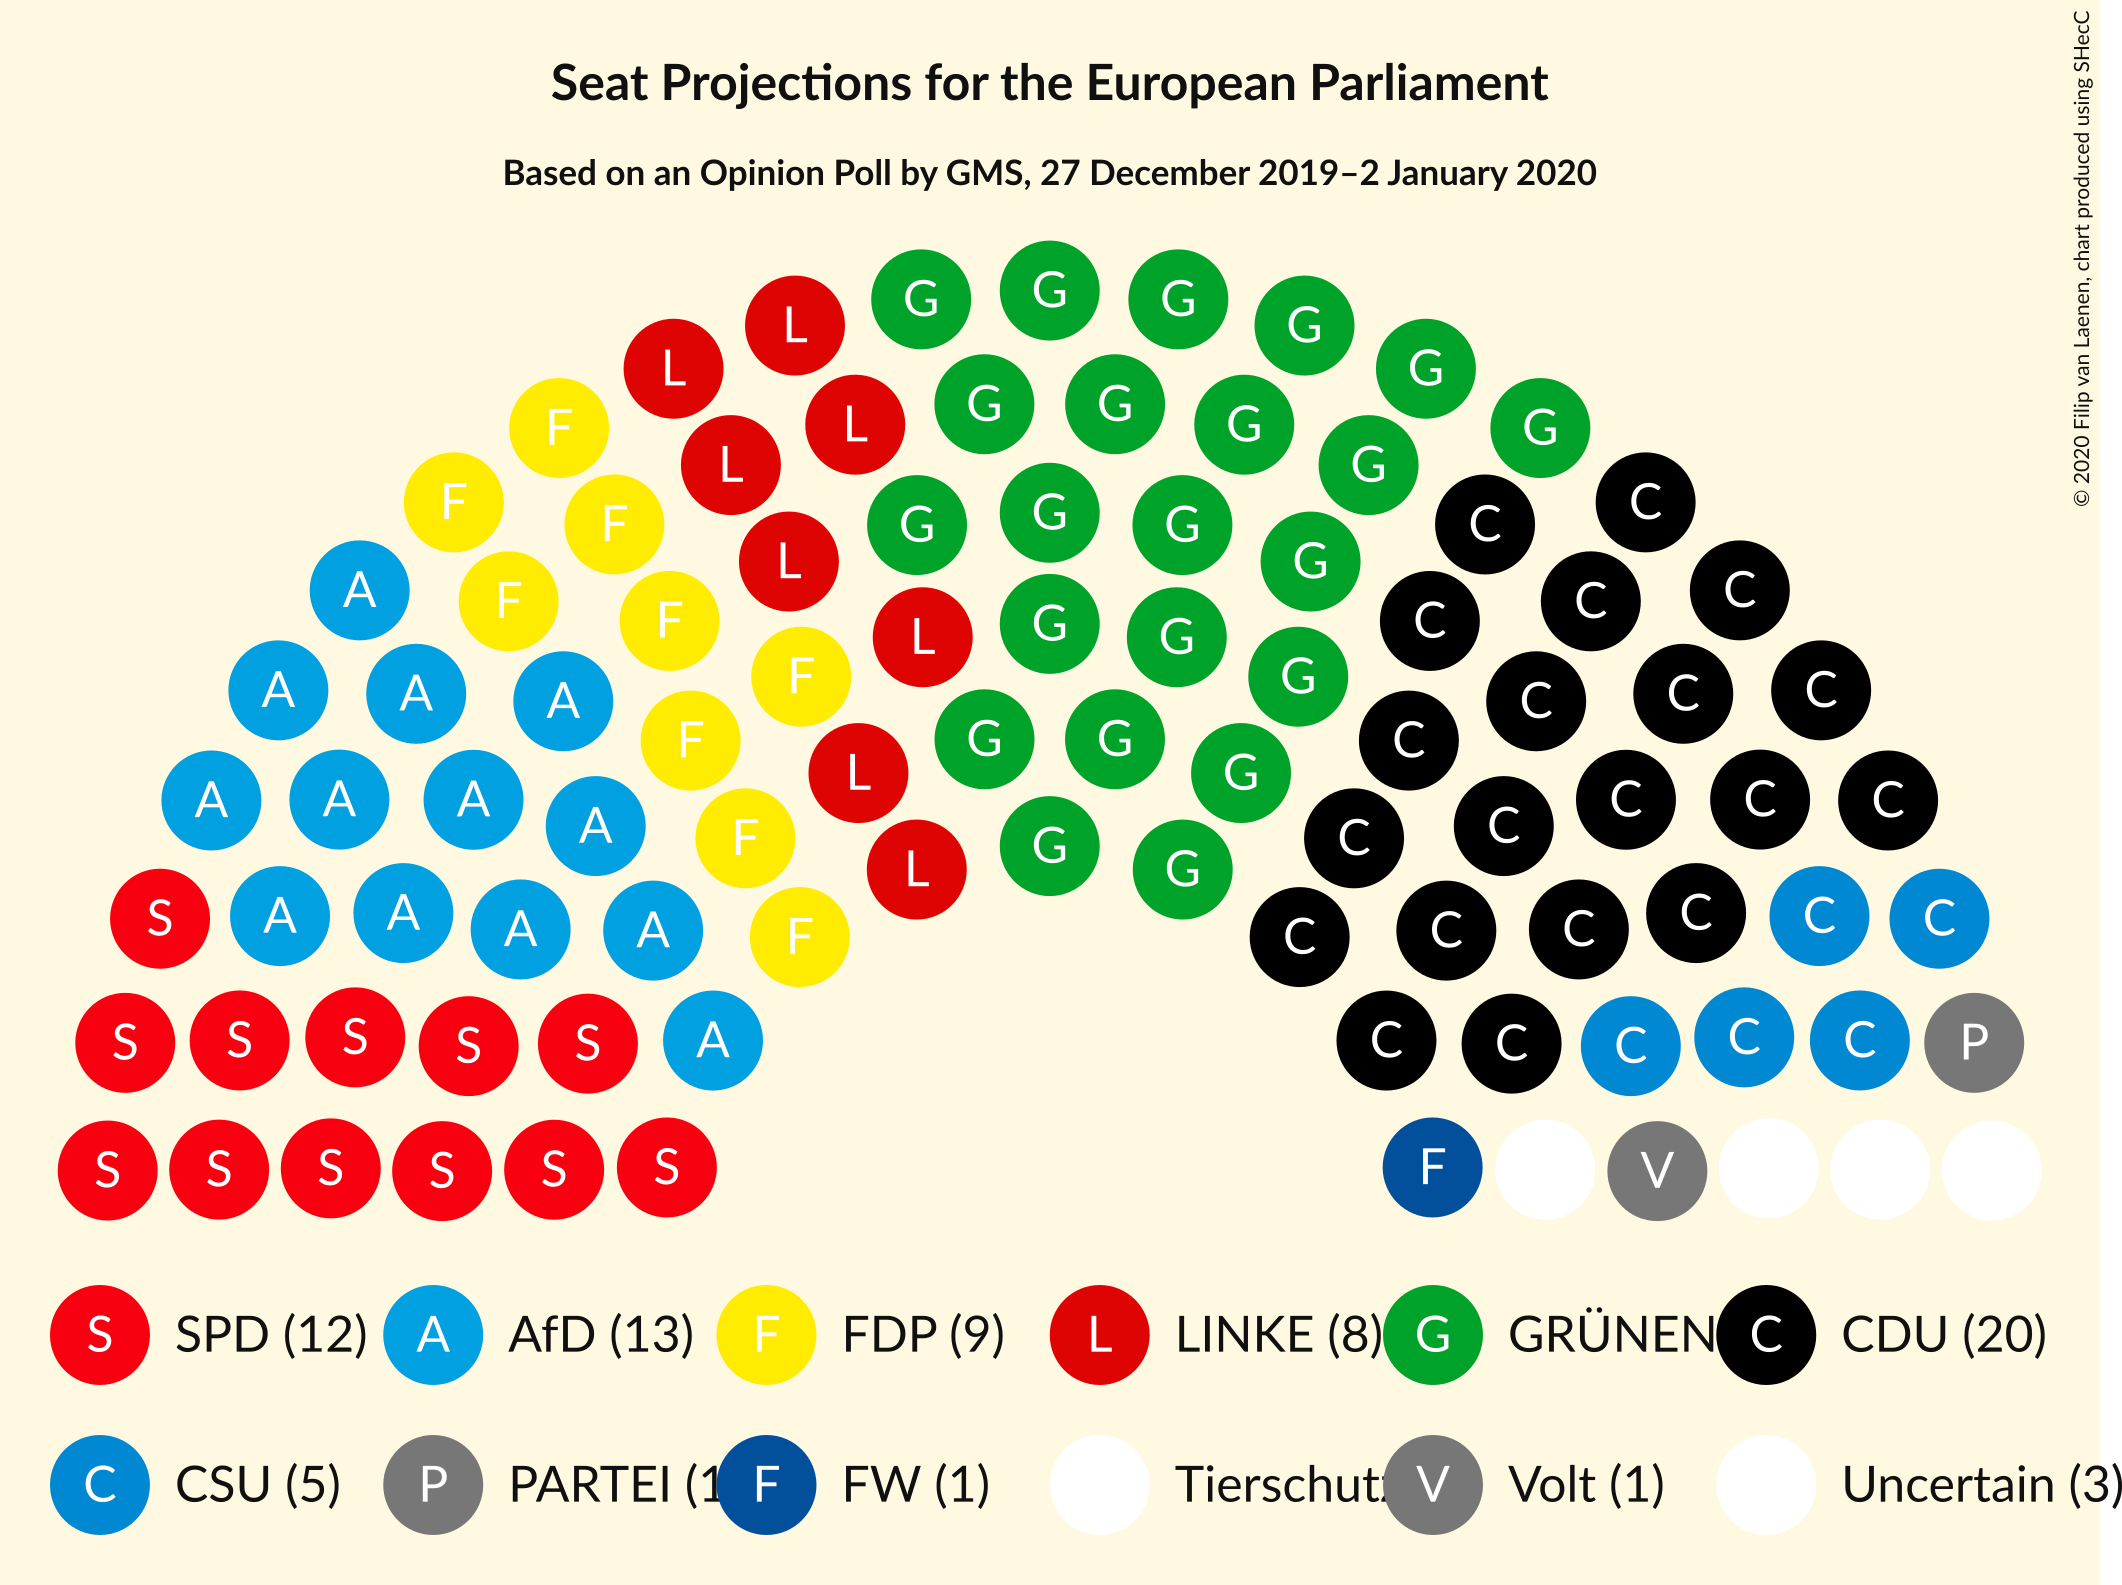 Seat Projections for the European Parliament
Based on an Opinion Poll by GMS, 27 December 2019–2 January 2020
© 2020 Filip van Laenen, chart produced using SHecC
G G G G
L L G G
L G G G F G
L L G G F C C
F G G G C
L G F C C
A F L G G G F C C
A A A F G C C C C
F G G C
A A A A L G C C C C
F G C
S A A A A F L G C C C C C C
S S S S S A C C C C C P
S S S S S S F V
S SPD (12) A AfD (13) F FDP (9) L LINKE (8) G GRÜNEN C CDU (20)
C CSU (5) P PARTEI (1 F FW (1) Tierschutz V Volt (1) Uncertain (3)